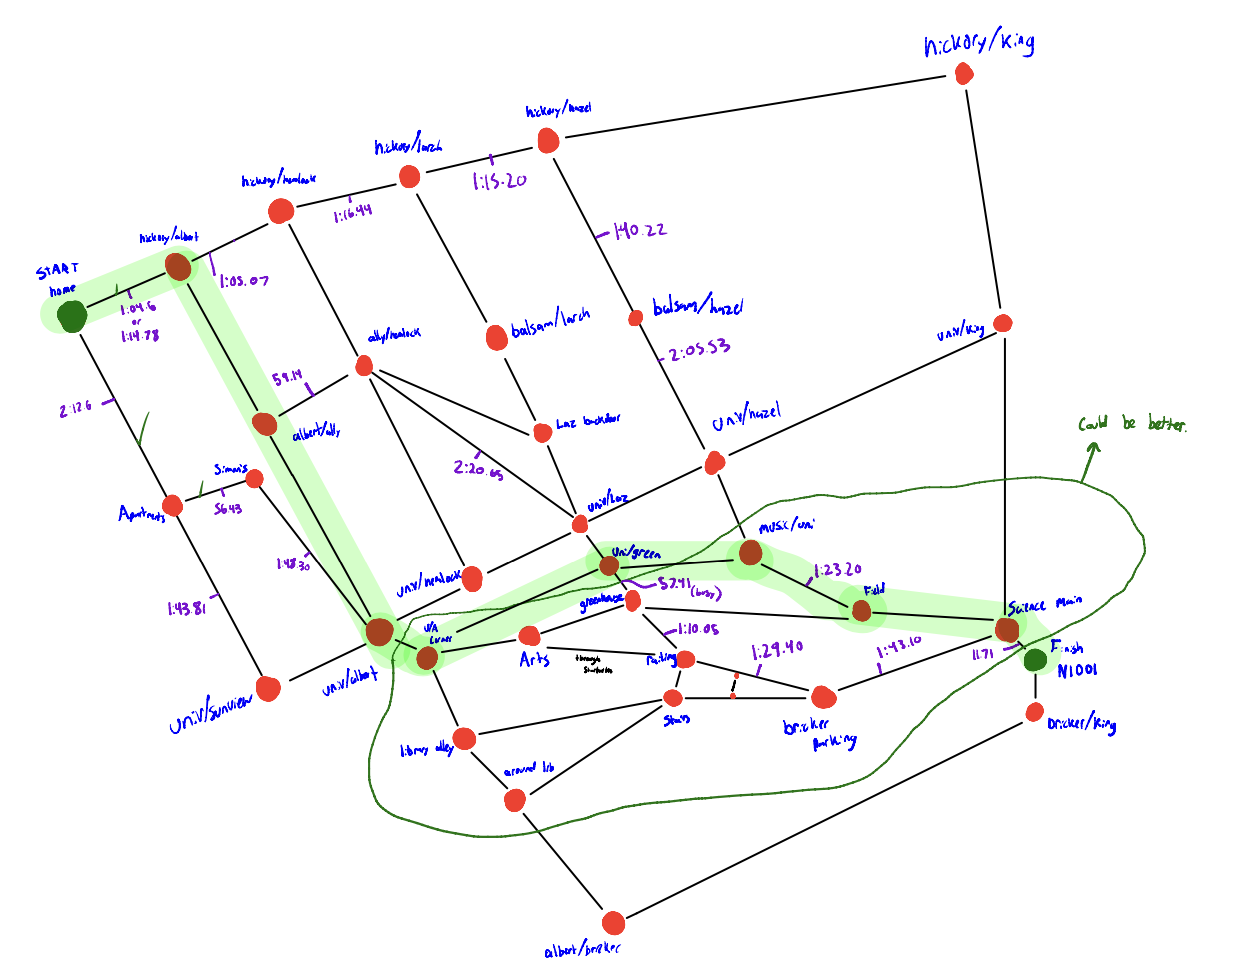 hickory/king
hickory/hazel
hickory/larch
hickory/hemlock
1:15.20
1:16.44
hickory/albert
START
home
1:05.07
1:04.6
or
1:14.78
1:40.22
balsam/hazel
balsam/larch
univ/king
ally/hemlock
2:05.53
59.14
2:12.6
albert/ally
Laz backdoor
univ/hazel
Could be better.
Simon's
2:20.65
Apartments
56.43
univ/Laz
music/uni
uni/green
1:48.30
univ/hemlock
57.41 (busy)
1:23.20
Field
greenhouse
1:43.81
Science main
1:10.05
U/A
Arts
through
1:29.40
1:43.10
11.71
Finish
N1001
univ/albert
univ/sunview
Stairs
bricker
parking
bricker/king
library alley
around lib
albert/bricker